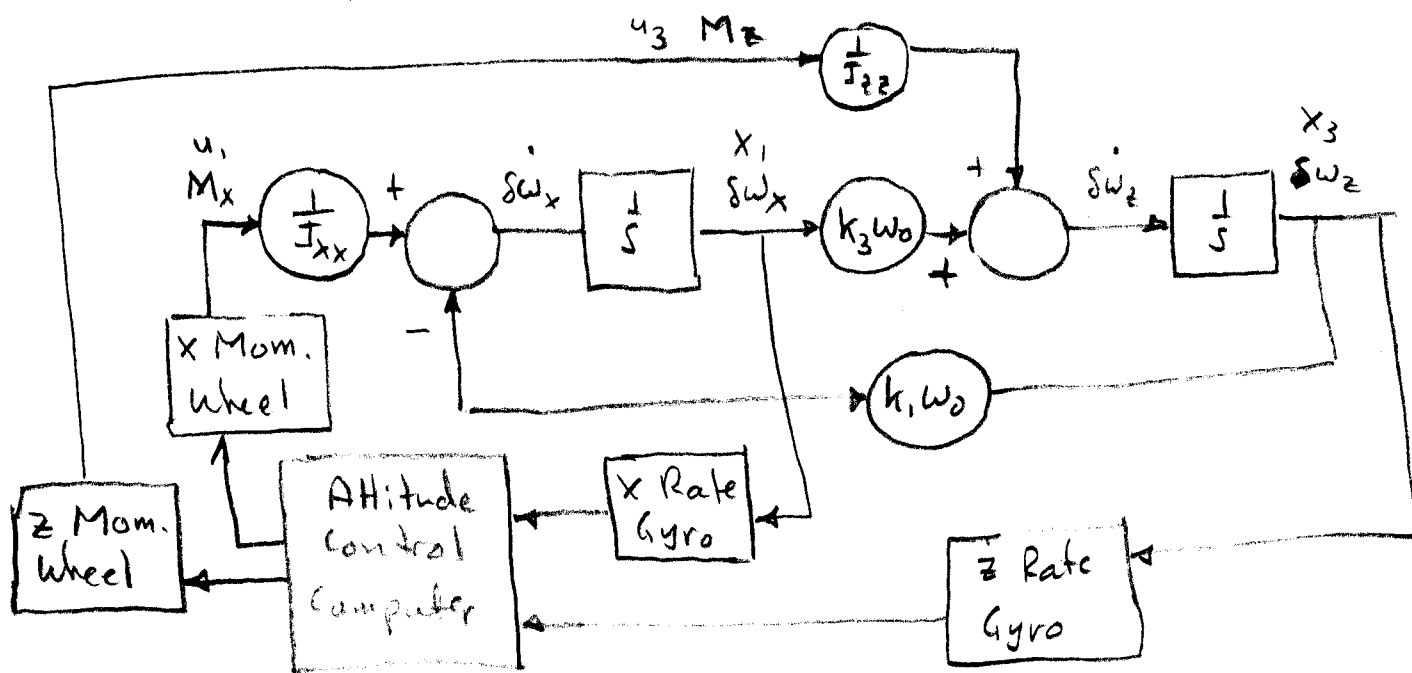 u₃ Mz
1/Jzz
u₁
Mx
1/Jxx
+
−
δω̇x
1/s
x₁
δωx
k₃ω₀
+
+
δω̇z
1/s
x₃
δωz
k₁ω₀
x Mom.
Wheel
z Mom.
Wheel
Attitude
Control
Computer
x Rate
Gyro
z Rate
Gyro